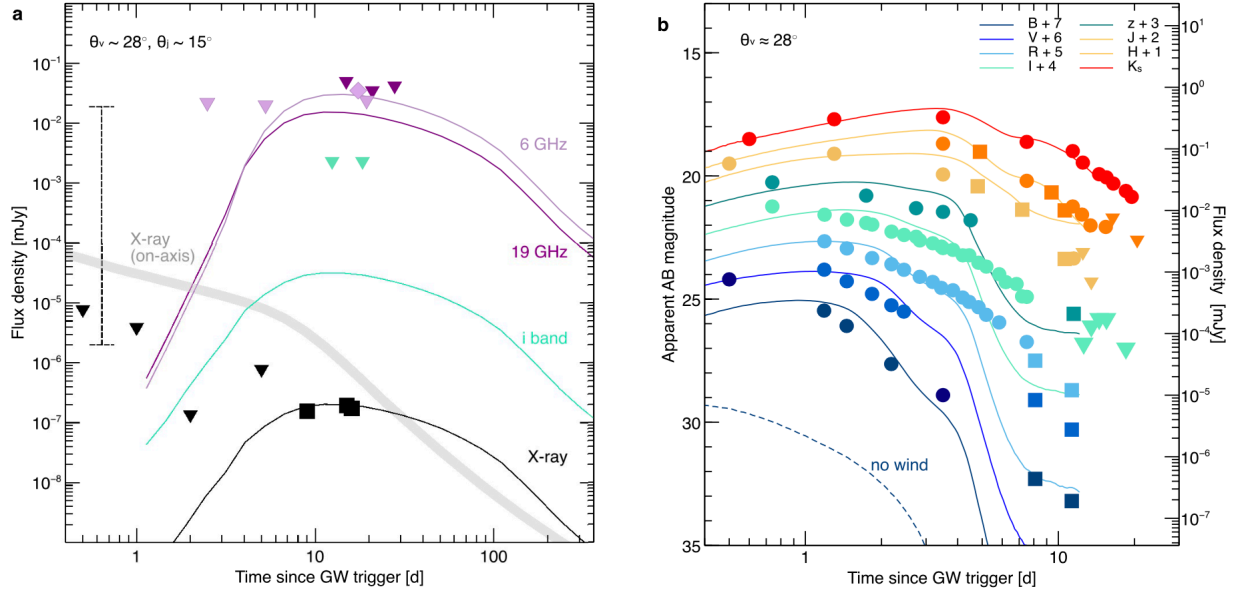 a
θᵥ ~ 28°, θⱼ ~ 15°
10⁻¹
10⁻²
10⁻³
10⁻⁴
10⁻⁵
10⁻⁶
10⁻⁷
10⁻⁸
Flux density [mJy]
6 GHz
19 GHz
X-ray
(on-axis)
i band
X-ray
1
10
100
Time since GW trigger [d]
b
θᵥ ≈ 28°
B + 7
V + 6
R + 5
I + 4
z + 3
J + 2
H + 1
Kₛ
15
20
25
30
35
Apparent AB magnitude
no wind
10¹
10⁰
10⁻¹
10⁻²
10⁻³
10⁻⁴
10⁻⁵
10⁻⁶
10⁻⁷
Flux density [mJy]
1
10
Time since GW trigger [d]